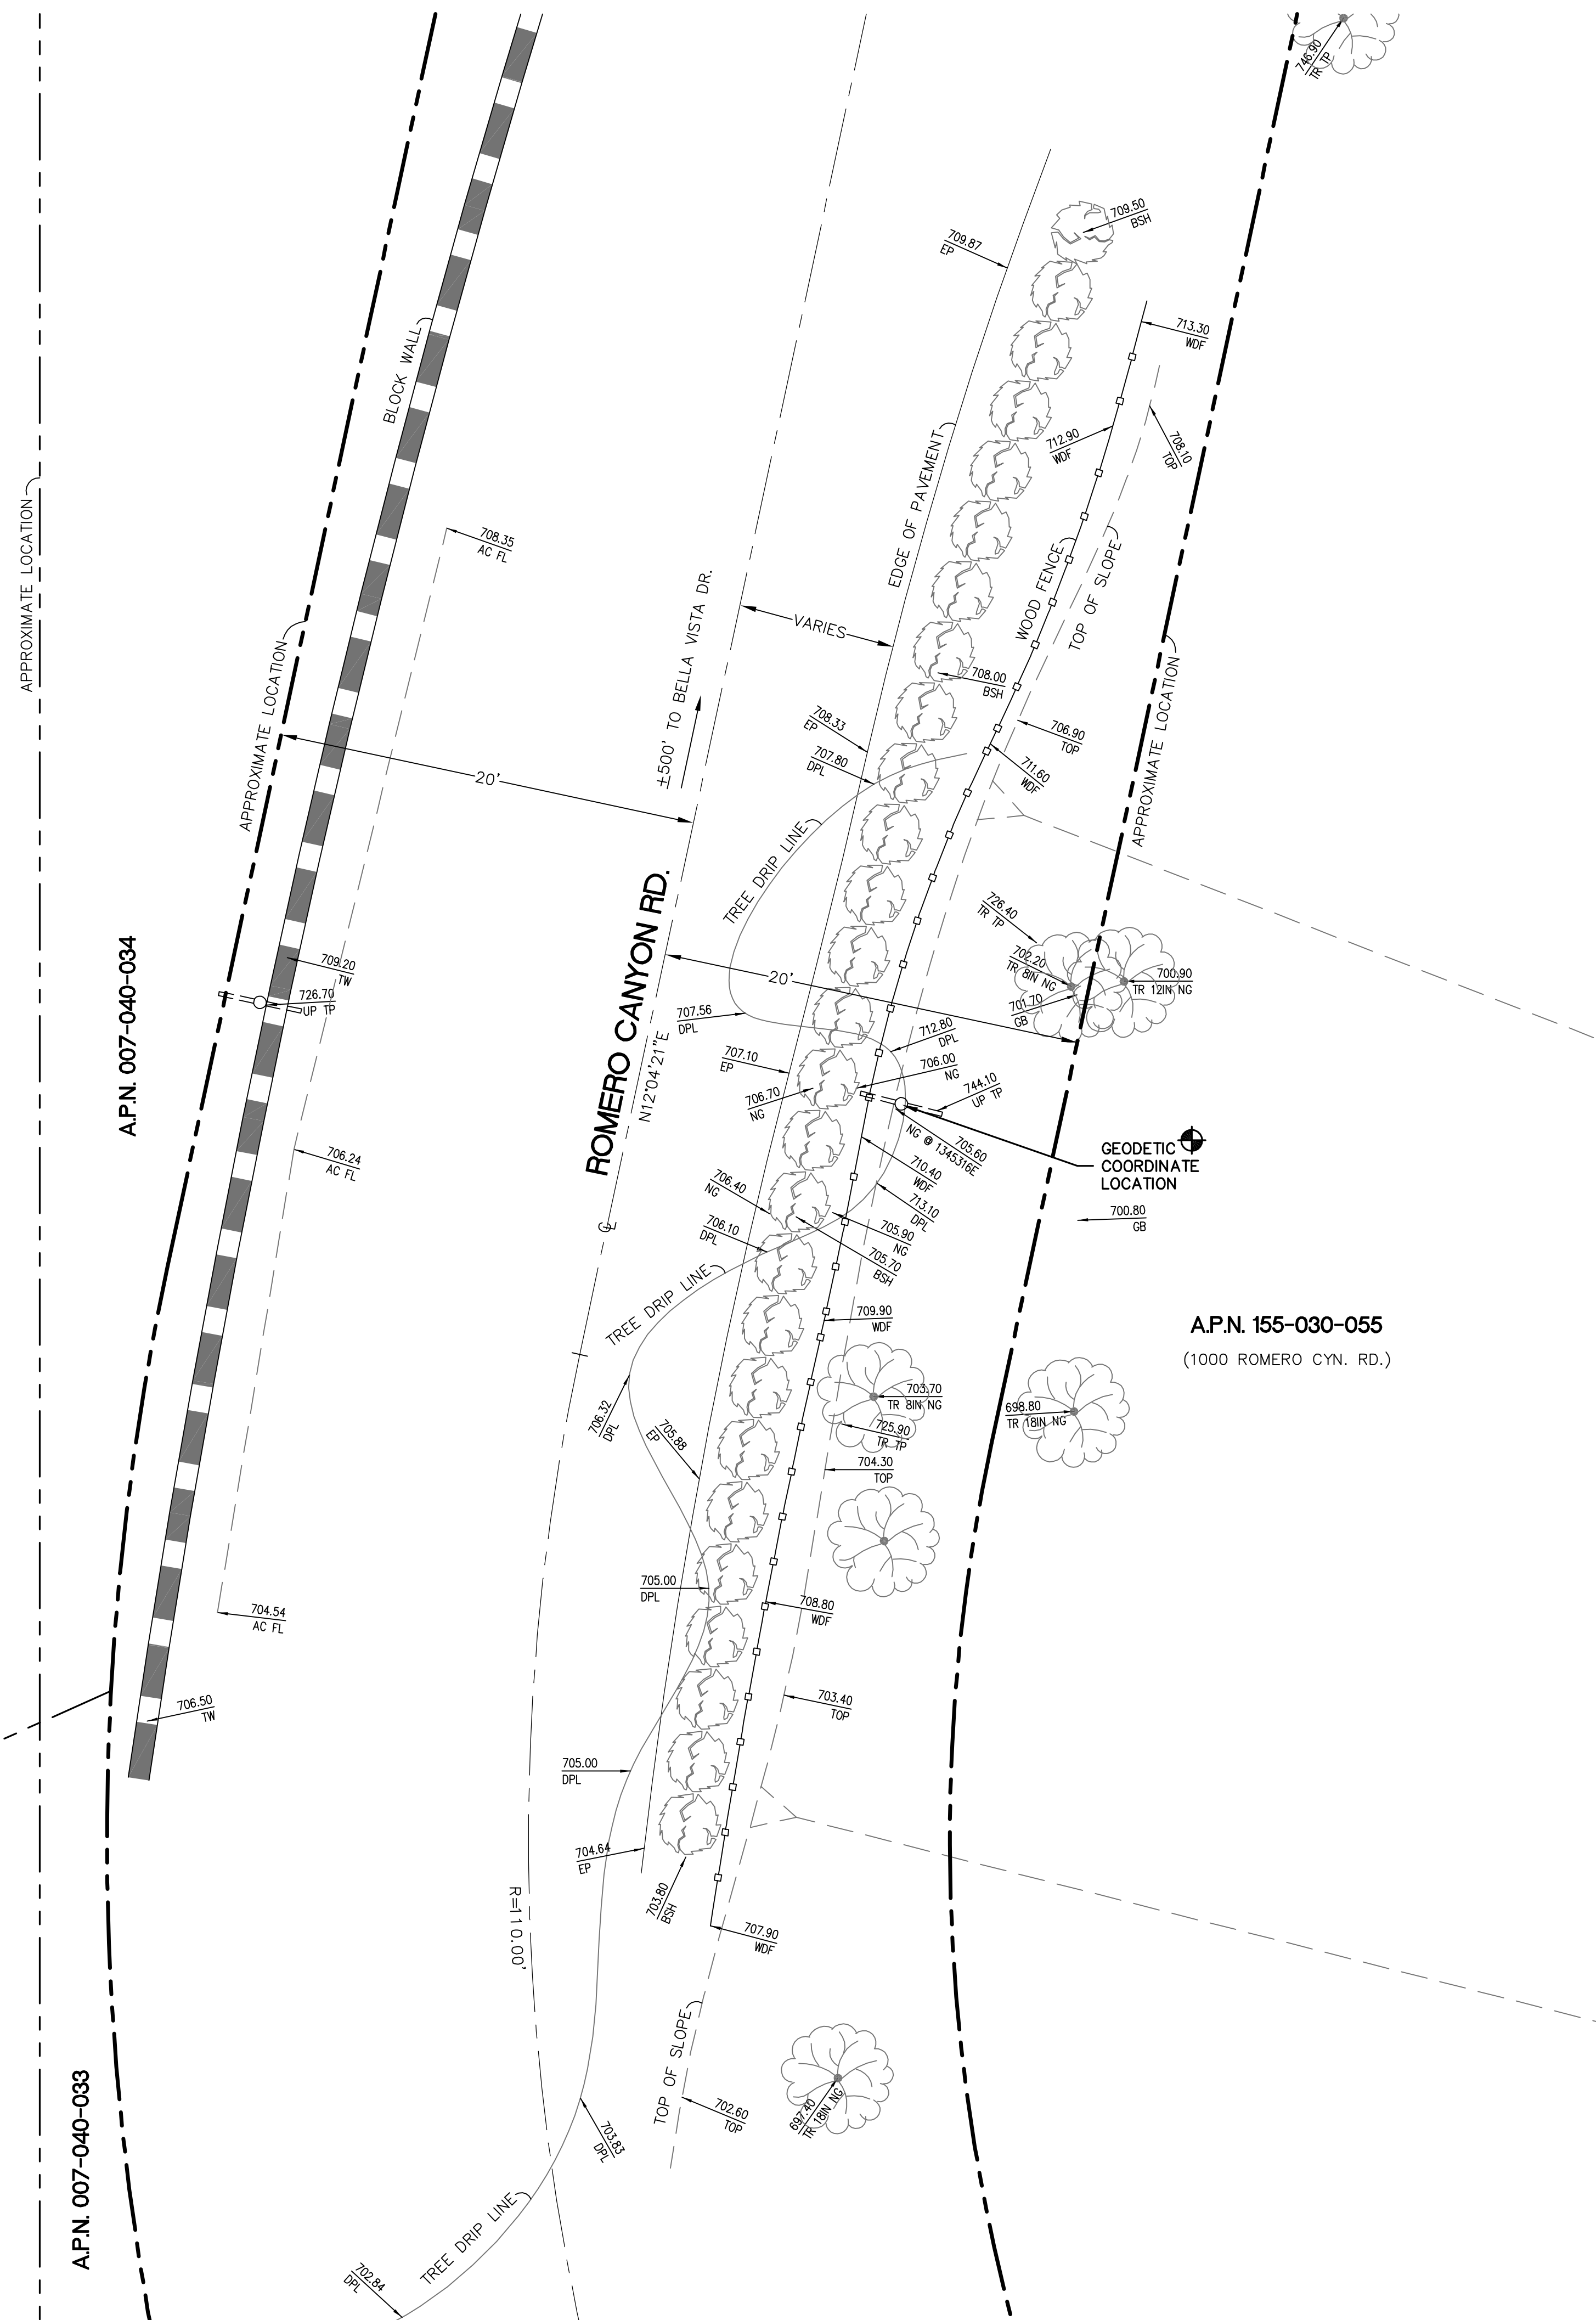 746.90
TR TP
709.50
BSH
709.87
EP
713.30
WDF
BLOCK WALL
EDGE OF PAVEMENT
712.90
WDF
708.10
TOP
APPROXIMATE LOCATION
708.35
AC FL
WOOD FENCE
TOP OF SLOPE
±500' TO BELLA VISTA DR.
VARIES
APPROXIMATE LOCATION
APPROXIMATE LOCATION
708.00
BSH
708.33
EP
706.90
TOP
707.80
DPL
711.60
WDF
20'
TREE DRIP LINE
ROMERO CANYON RD.
N12°04'21"E
726.40
TR TP
A.P.N. 007-040-034
709.20
TW
726.70
UP TP
20'
702.20
TR 8IN NG
700.90
TR 12IN NG
701.70
GB
707.56
DPL
712.80
DPL
707.10
EP
706.00
NG
706.70
NG
744.10
UP TP
705.60
NG @ 1345316E
GEODETIC
COORDINATE
LOCATION
706.24
AC FL
710.40
WDF
706.40
NG
713.10
DPL
700.80
GB
706.10
DPL
705.90
NG
705.70
BSH
TREE DRIP LINE
709.90
WDF
A.P.N. 155-030-055
(1000 ROMERO CYN. RD.)
CL
706.32
DPL
703.70
TR 8IN NG
698.80
TR 18IN NG
705.88
EP
725.90
TR TP
704.30
TOP
705.00
DPL
704.54
AC FL
708.80
WDF
706.50
TW
703.40
TOP
705.00
DPL
704.64
EP
703.80
BSH
R=110.00'
707.90
WDF
TOP OF SLOPE
A.P.N. 007-040-033
702.60
TOP
697.40
TR 18IN NG
703.83
DPL
TREE DRIP LINE
702.84
DPL